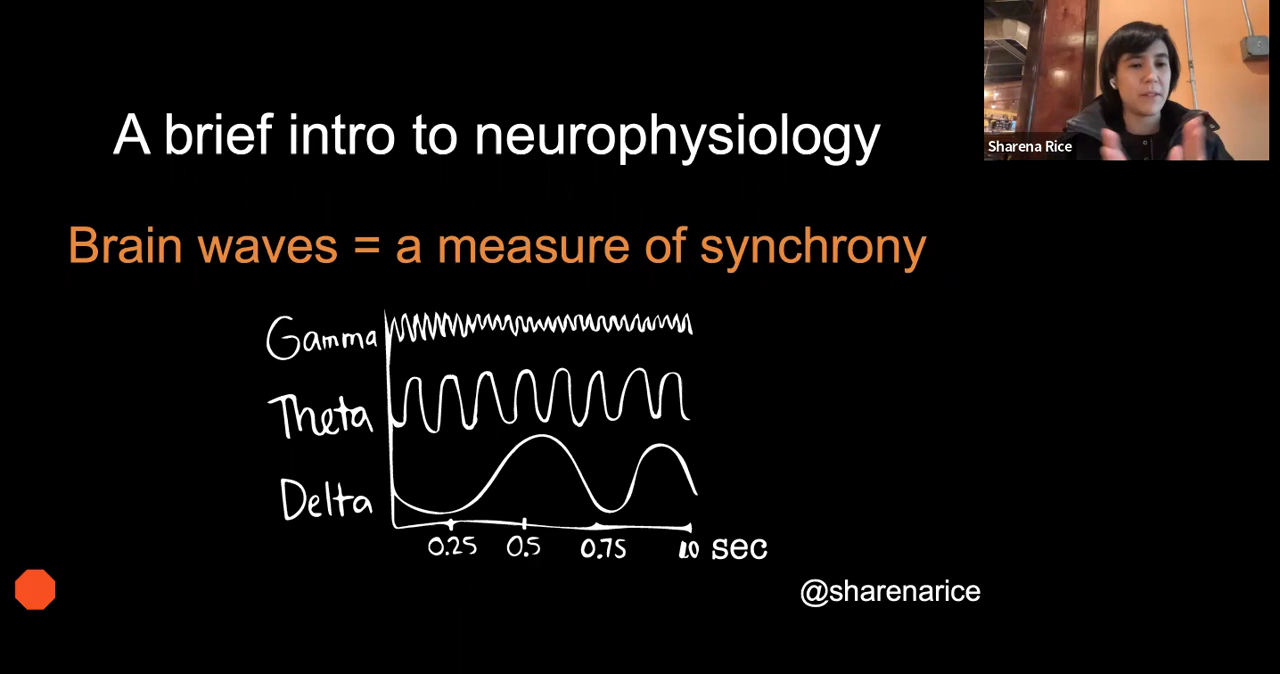 A brief intro to neurophysiology
Sharena Rice
Brain waves = a measure of synchrony
Gamma
Theta
Delta
0.25 0.5 0.75 1.0 sec
@sharenarice